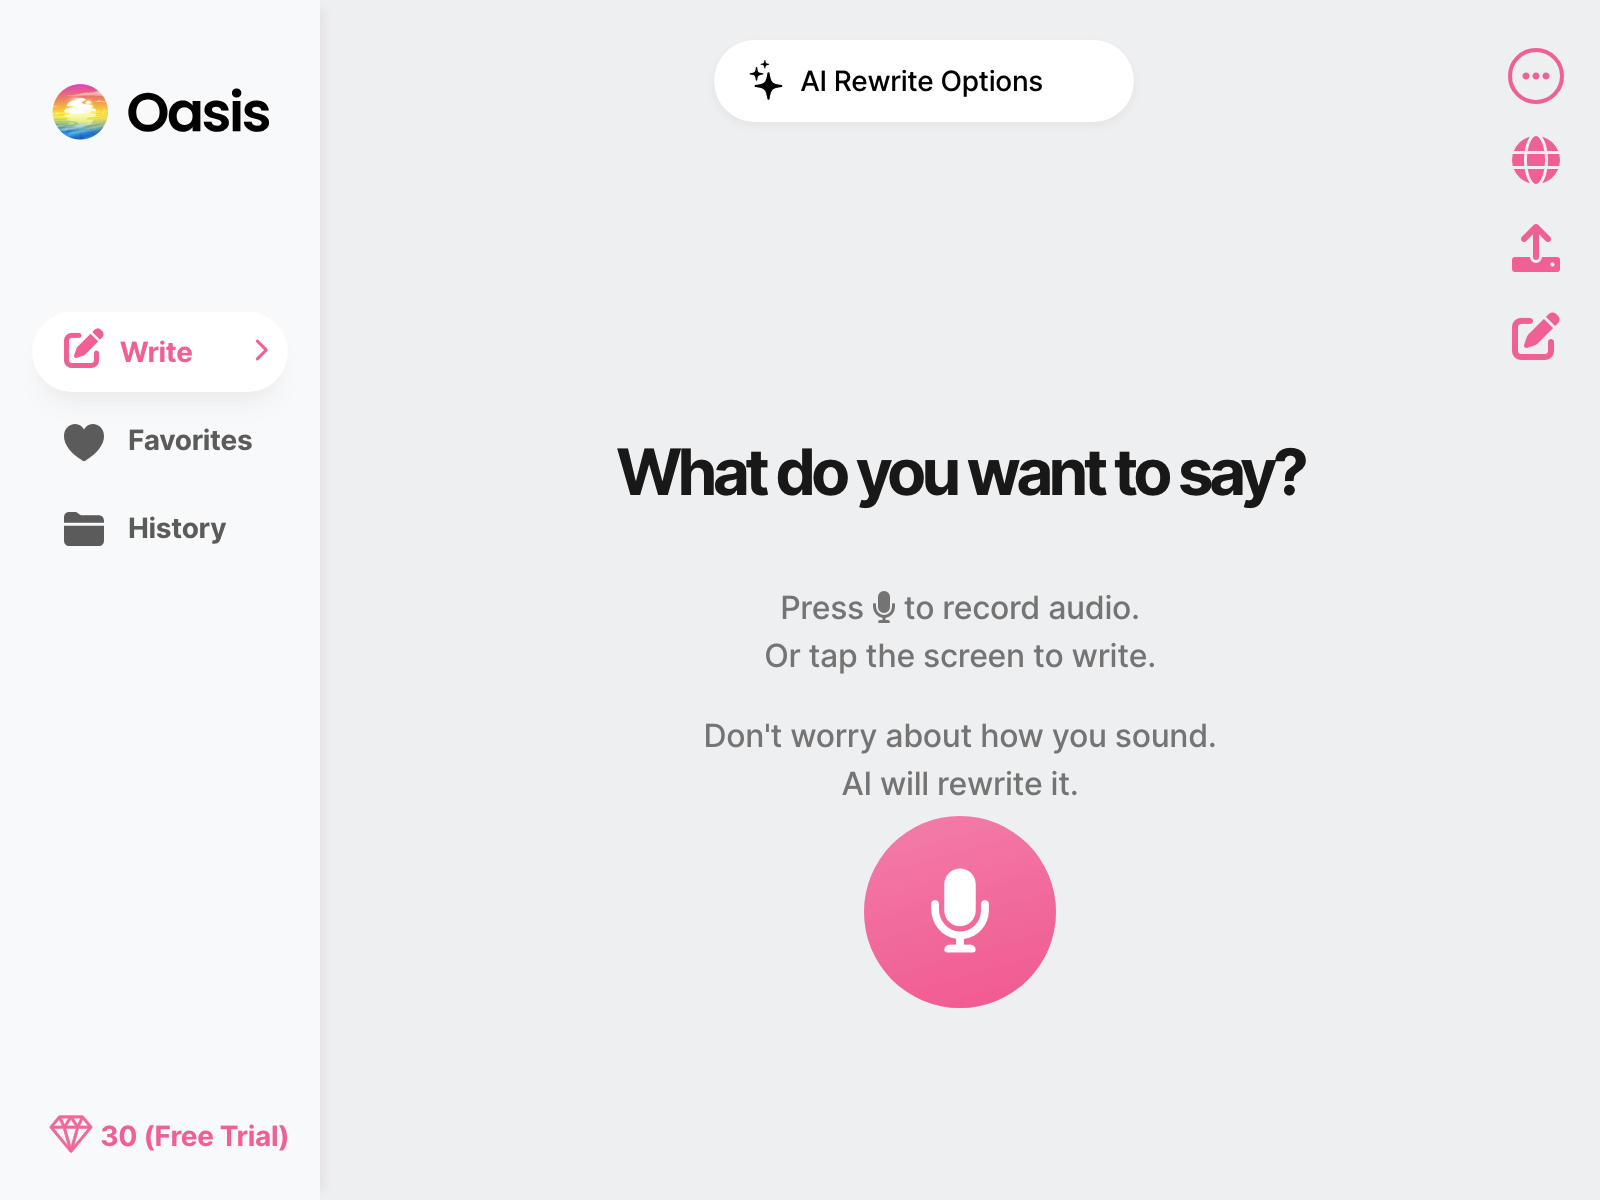 Oasis
Write
Favorites
History
30 (Free Trial)
AI Rewrite Options
What do you want to say?
Press to record audio.
Or tap the screen to write.
Don't worry about how you sound.
AI will rewrite it.